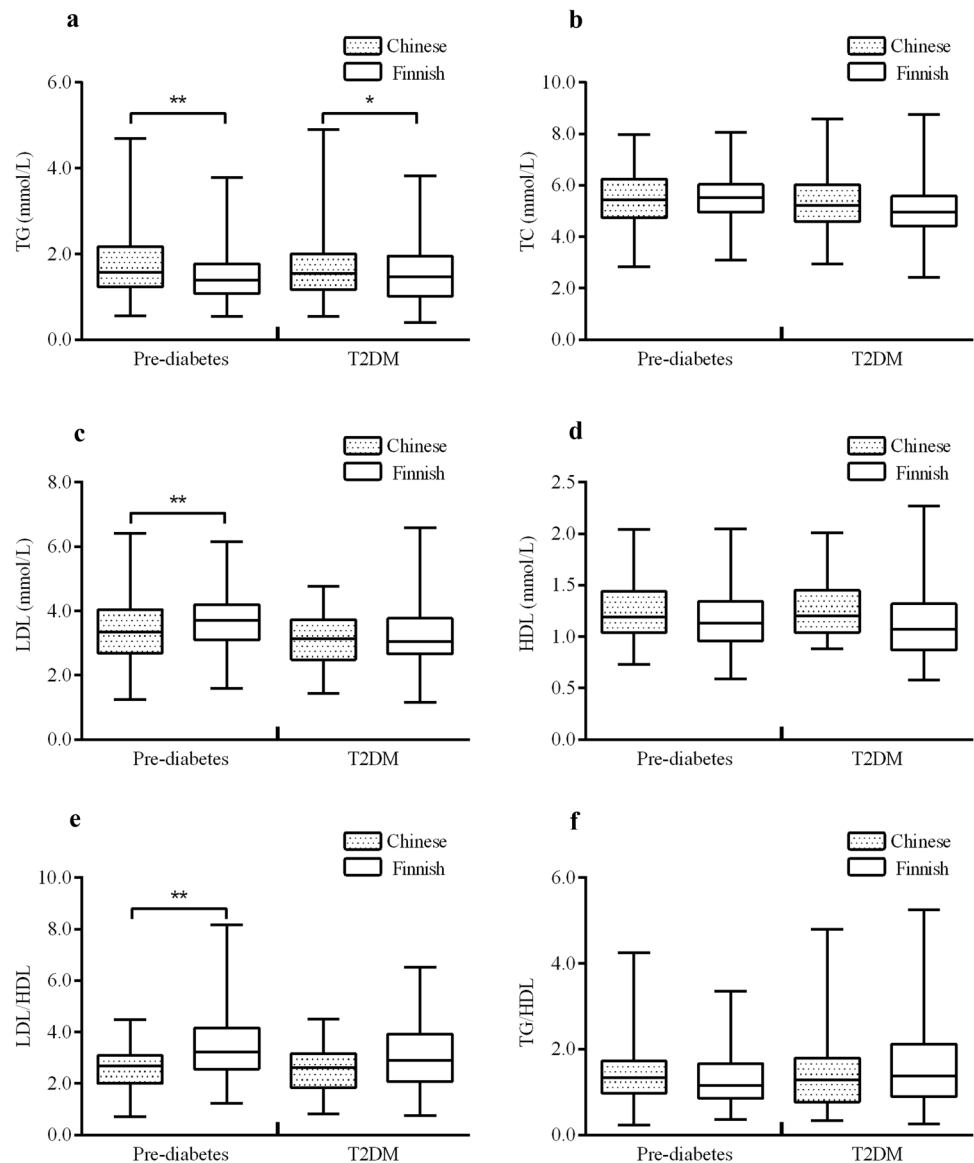 a
Chinese
Finnish
6.0
4.0
2.0
0.0
TG (mmol/L)
**
*
Pre-diabetes
T2DM
b
Chinese
Finnish
10.0
8.0
6.0
4.0
2.0
0.0
TC (mmol/L)
Pre-diabetes
T2DM
c
Chinese
Finnish
8.0
6.0
4.0
2.0
0.0
LDL (mmol/L)
**
Pre-diabetes
T2DM
d
Chinese
Finnish
2.5
2.0
1.5
1.0
0.5
0.0
HDL (mmol/L)
Pre-diabetes
T2DM
e
Chinese
Finnish
10.0
8.0
6.0
4.0
2.0
0.0
LDL/HDL
**
Pre-diabetes
T2DM
f
Chinese
Finnish
6.0
4.0
2.0
0.0
TG/HDL
Pre-diabetes
T2DM